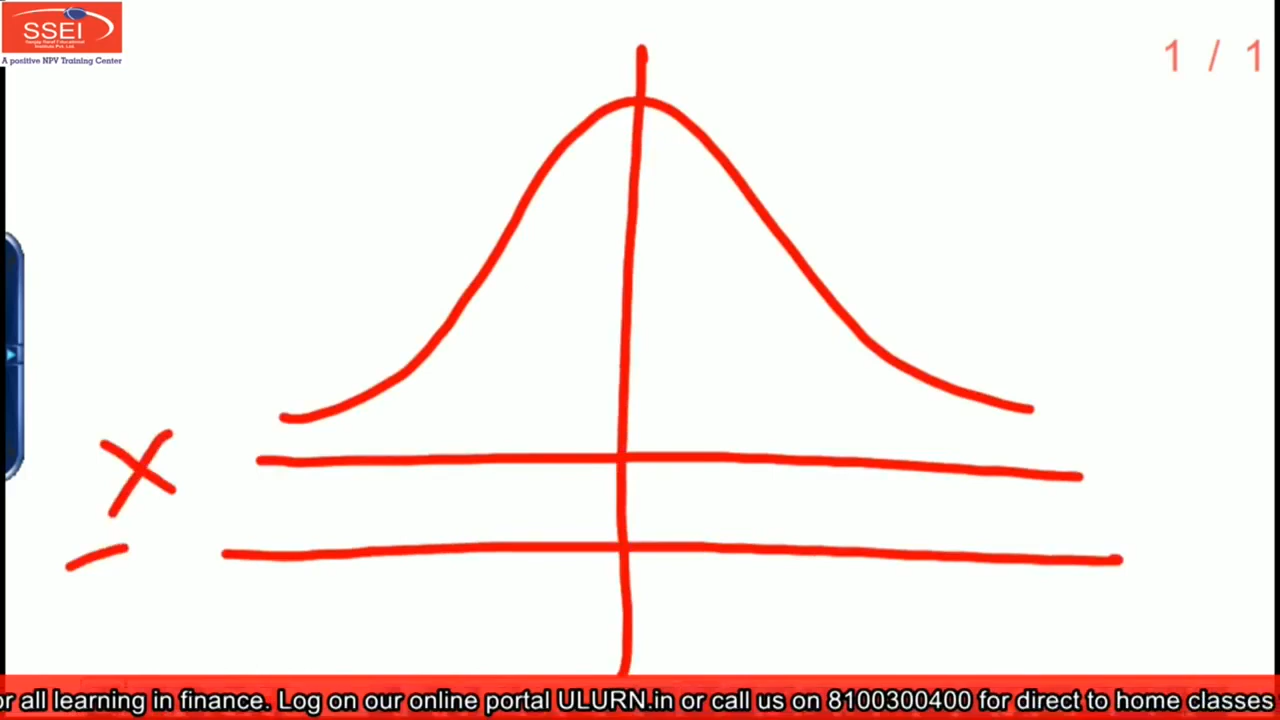 SSEI
A positive NPV Training Center
1 / 1
X
or all learning in finance. Log on our online portal ULURN.in or call us on 8100300400 for direct to home classes